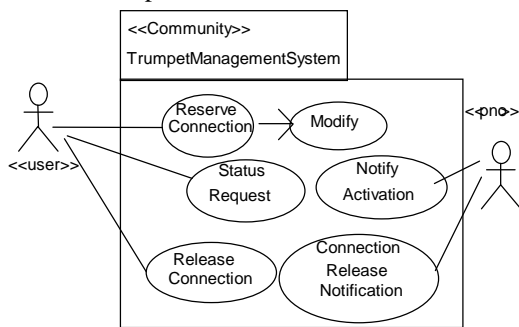 <<Community>>
TrumpetManagementSystem
Reserve
Connection
Modify
<<pno>>
<<user>>
Status
Request
Notify
Activation
Release
Connection
Connection
Release
Notification